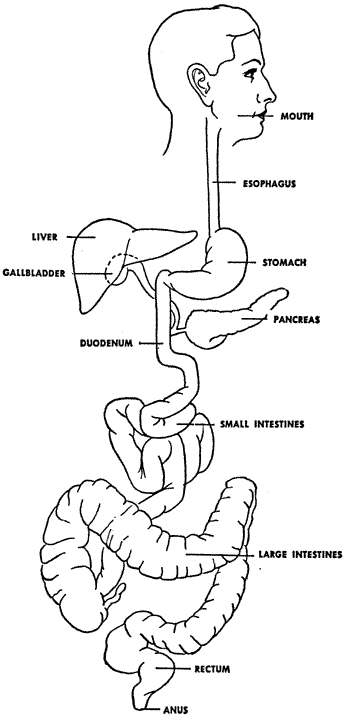 MOUTH
ESOPHAGUS
LIVER
STOMACH
GALLBLADDER
PANCREAS
DUODENUM
SMALL INTESTINES
LARGE INTESTINES
RECTUM
ANUS